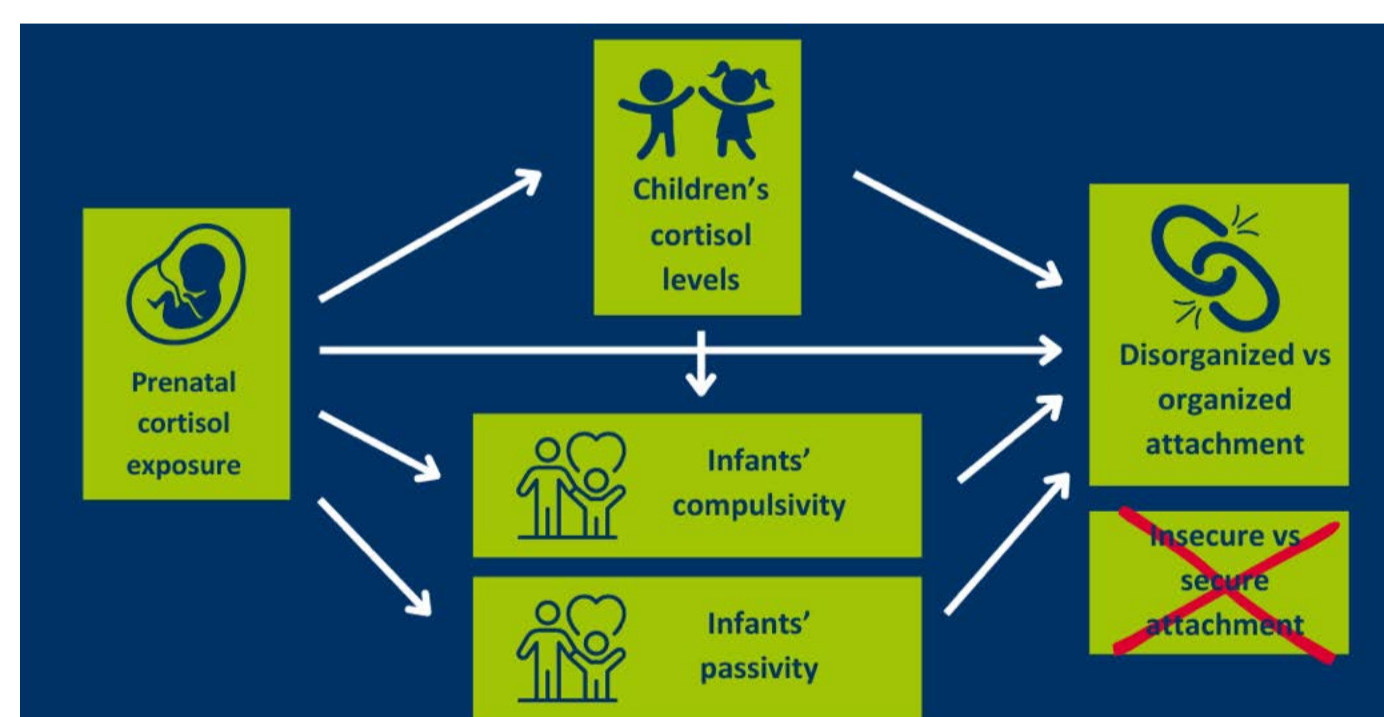 Children's
cortisol
levels
Prenatal
cortisol
exposure
Disorganized vs
organized
attachment
Infants'
compulsivity
Insecure vs
secure
attachment
Infants'
passivity